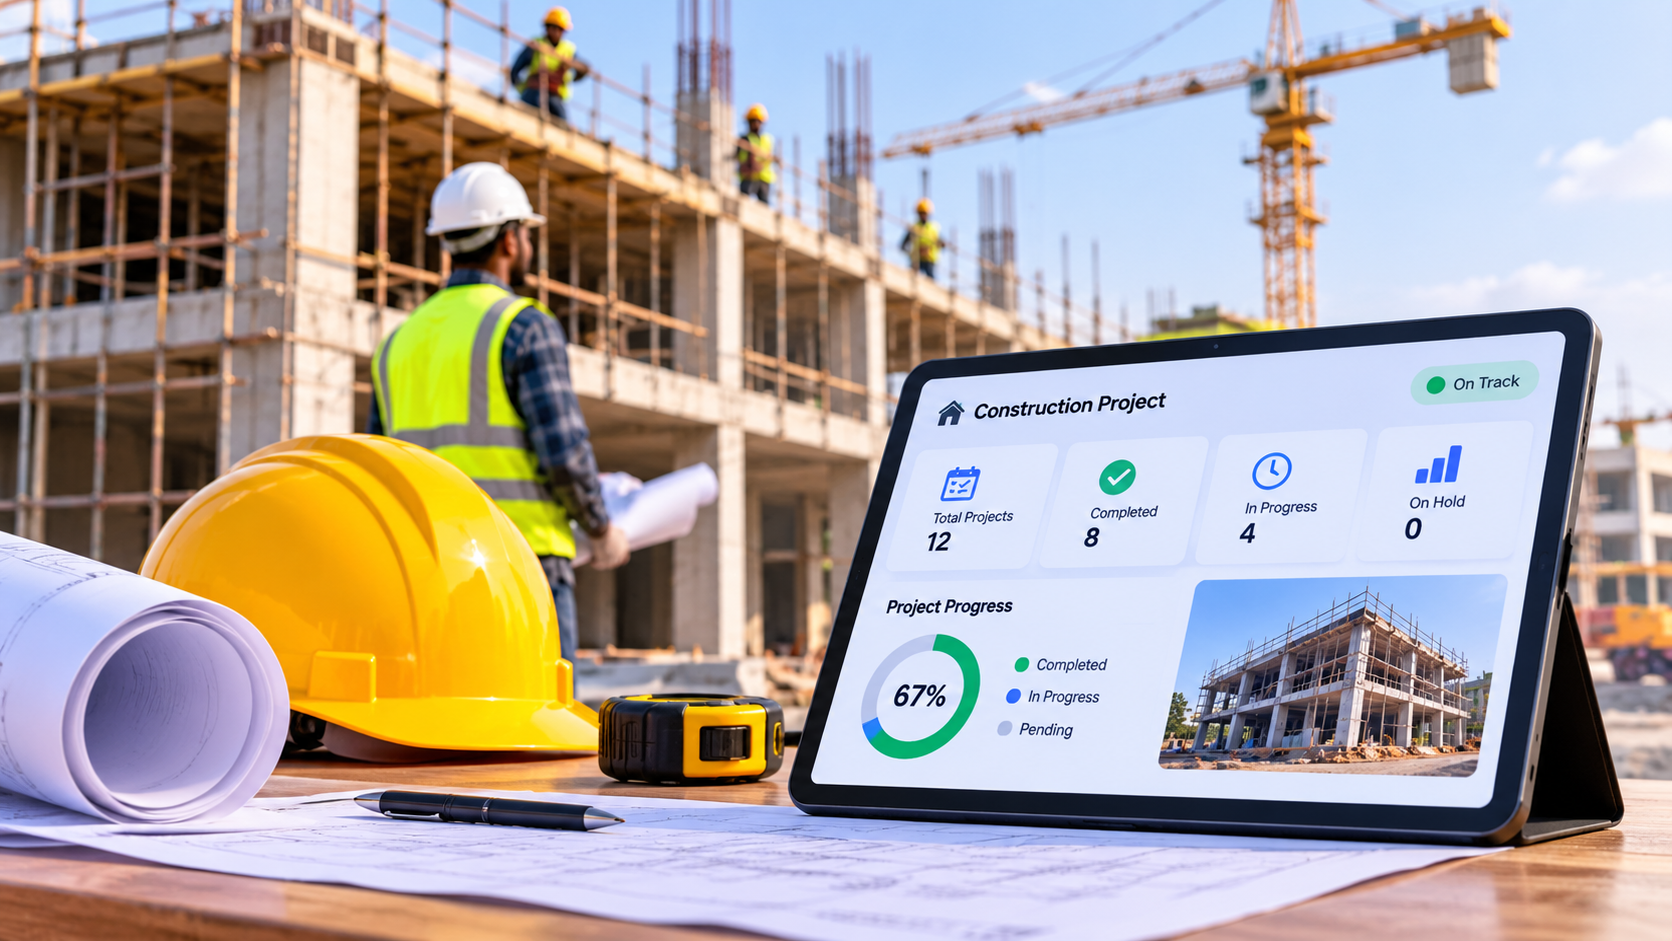 Construction Project
On Track
Total Projects
12
Completed
8
In Progress
4
On Hold
0
Project Progress
67%
Completed
In Progress
Pending